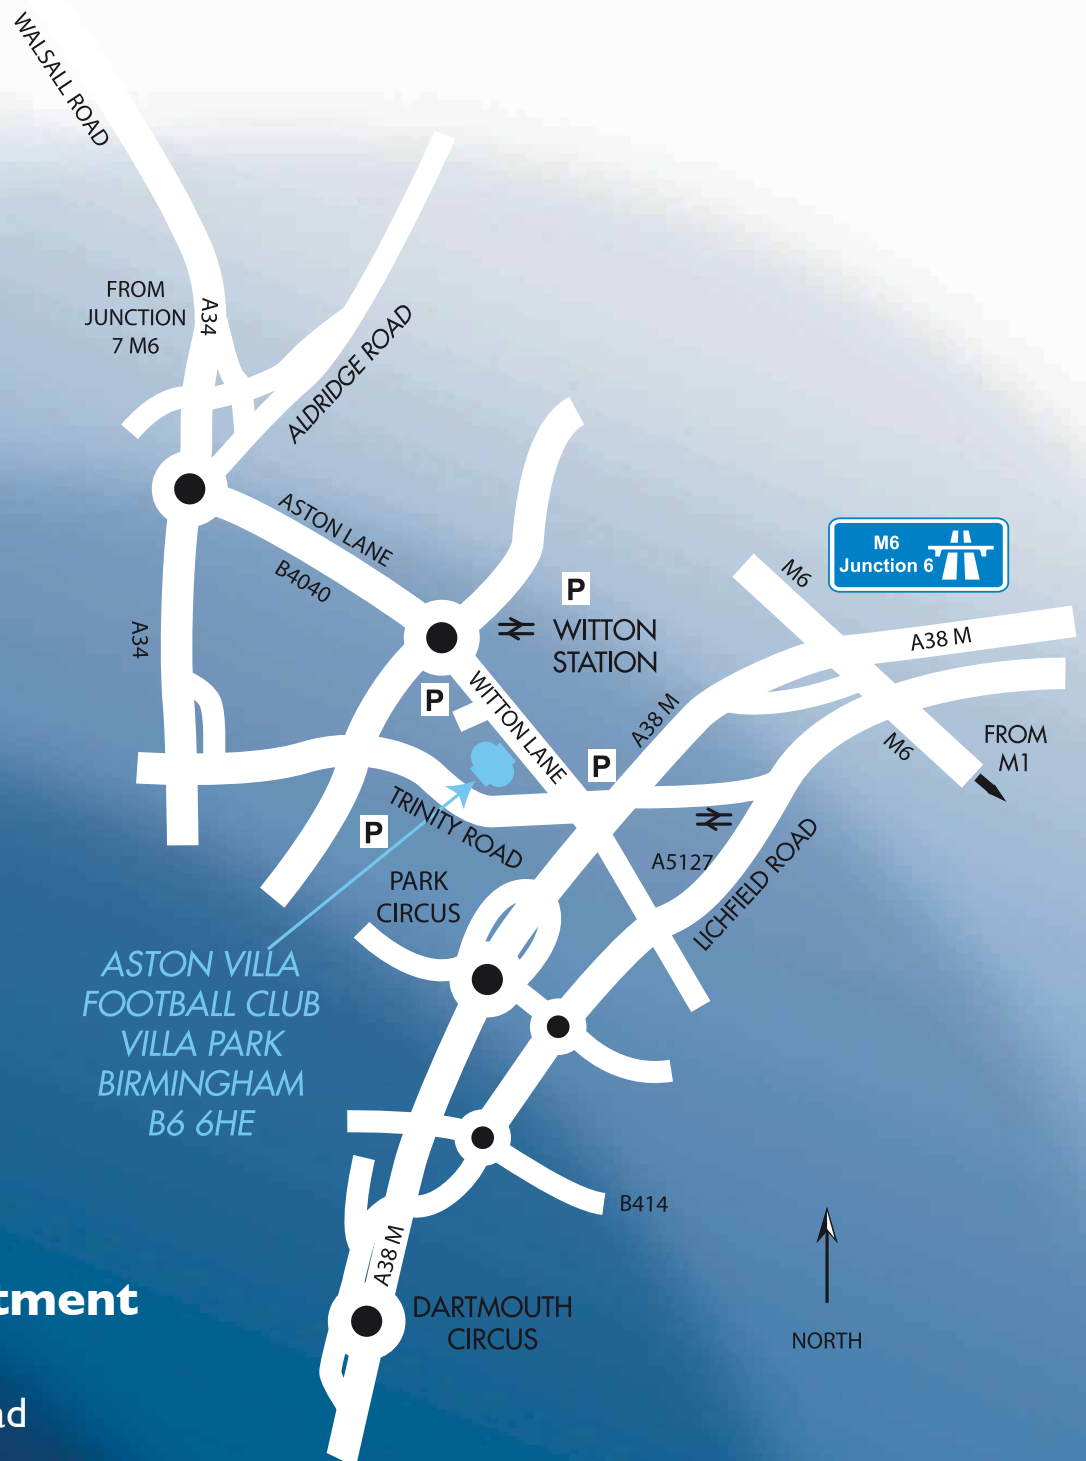 WALSALL ROAD
FROM
JUNCTION
7 M6
A34
ALDRIDGE ROAD
ASTON LANE
B4040
A34
P
WITTON
STATION
M6
Junction 6
M6
A38 M
P
WITTON LANE
A38 M
P
M6
FROM
M1
P
TRINITY ROAD
A5127
LICHFIELD ROAD
PARK
CIRCUS
ASTON VILLA
FOOTBALL CLUB
VILLA PARK
BIRMINGHAM
B6 6HE
B414
A38 M
DARTMOUTH
CIRCUS
NORTH
tment
ad